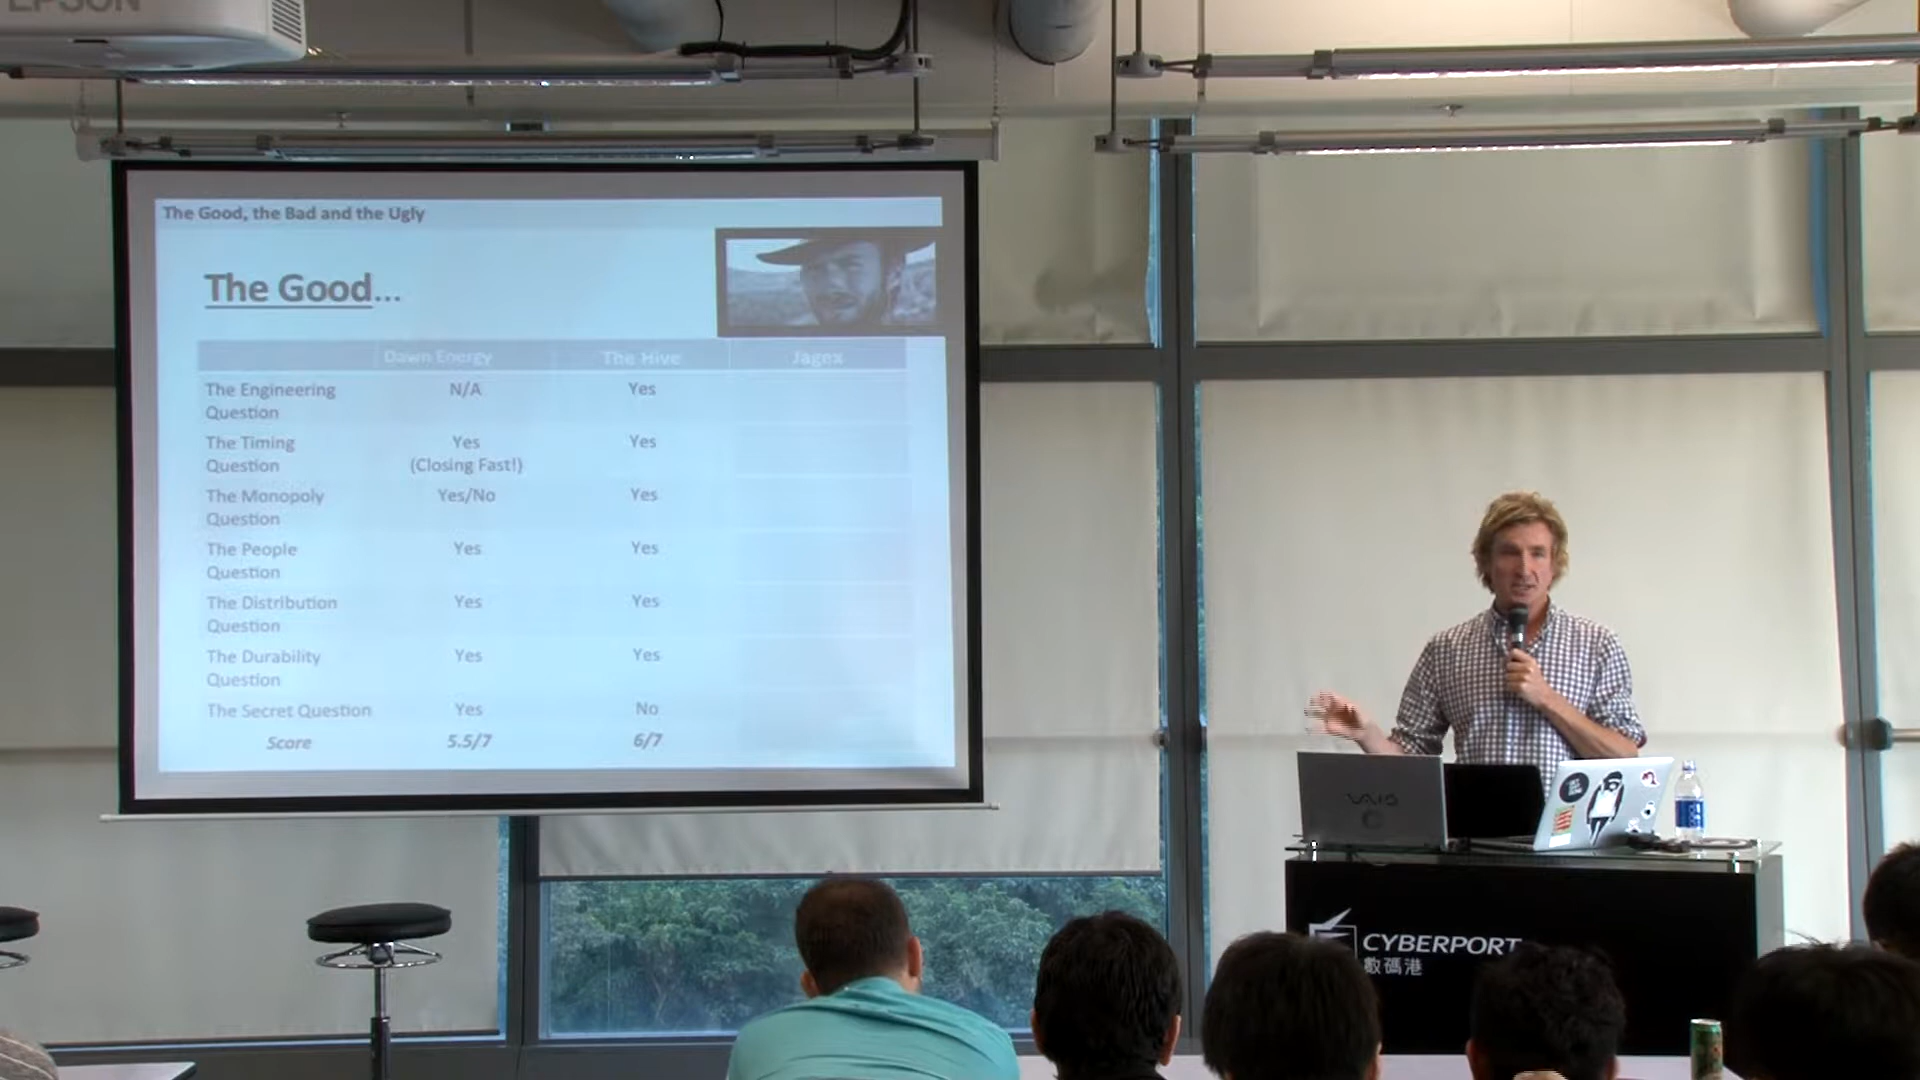 EPSON
The Good, the Bad and the Ugly
The Good...
Dawn Energy The Hive Jagex
The Engineering Question N/A Yes
The Timing Question Yes (Closing Fast!) Yes
The Monopoly Question Yes/No Yes
The People Question Yes Yes
The Distribution Question Yes Yes
The Durability Question Yes Yes
The Secret Question Yes No
Score 5.5/7 6/7
VAIO
CYBERPORT
數碼港